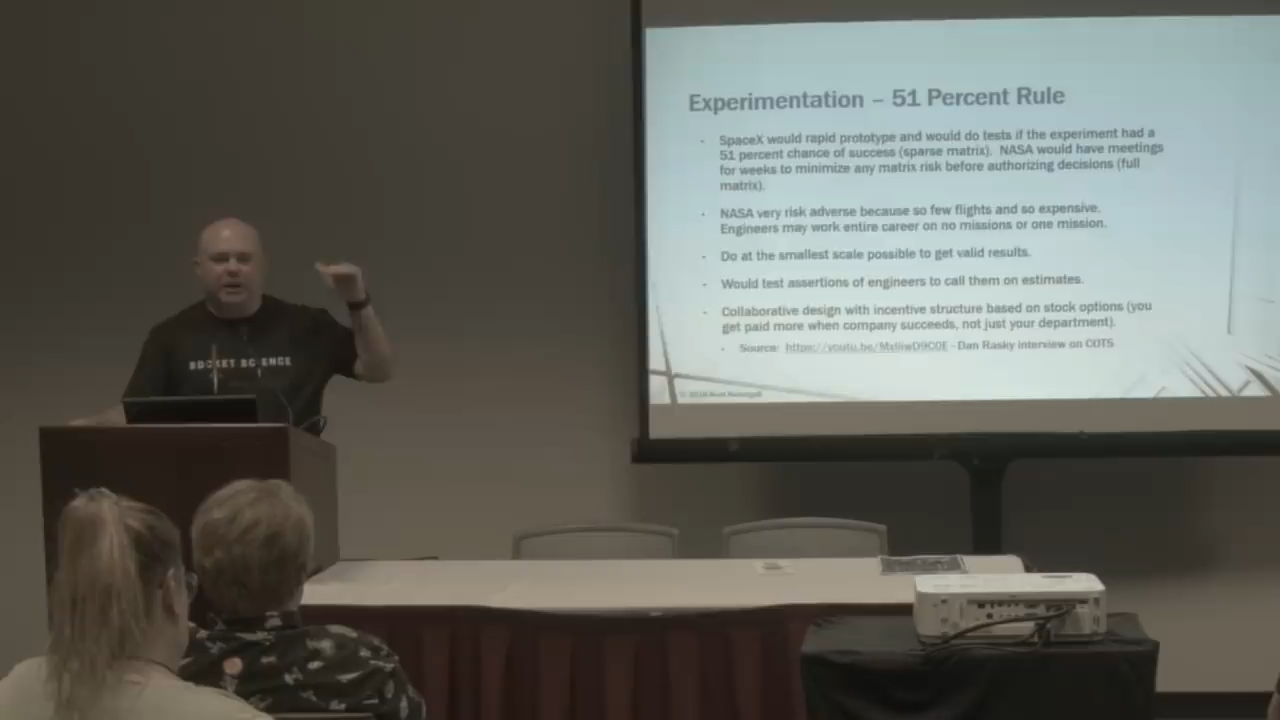 ROCKET SCIENCE
Experimentation – 51 Percent Rule
SpaceX would rapid prototype and would do tests if the experiment had a
51 percent chance of success (sparse matrix). NASA would have meetings
for weeks to minimize any matrix risk before authorizing decisions (full
matrix).
NASA very risk adverse because so few flights and so expensive.
Engineers may work entire career on no missions or one mission.
Do at the smallest scale possible to get valid results.
Would test assertions of engineers to call them on estimates.
Collaborative design with incentive structure based on stock options (you
get paid more when company succeeds, not just your department).
Source: - Dan Rasky interview on COTS